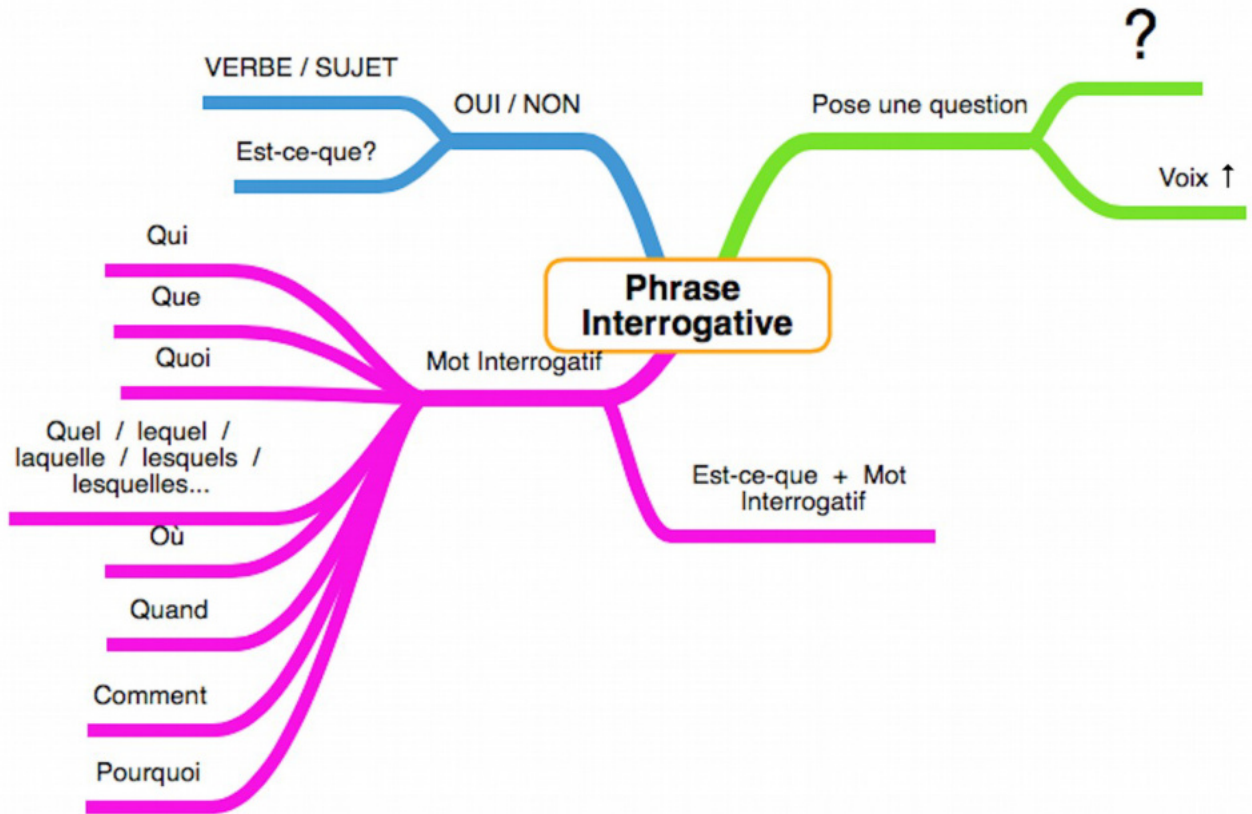 ?
VERBE / SUJET
OUI / NON
Pose une question
Est-ce-que?
Voix ↑
Qui
Phrase
Interrogative
Que
Quoi
Mot Interrogatif
Quel / lequel /
laquelle / lesquels /
lesquelles...
Est-ce-que + Mot
Interrogatif
Où
Quand
Comment
Pourquoi